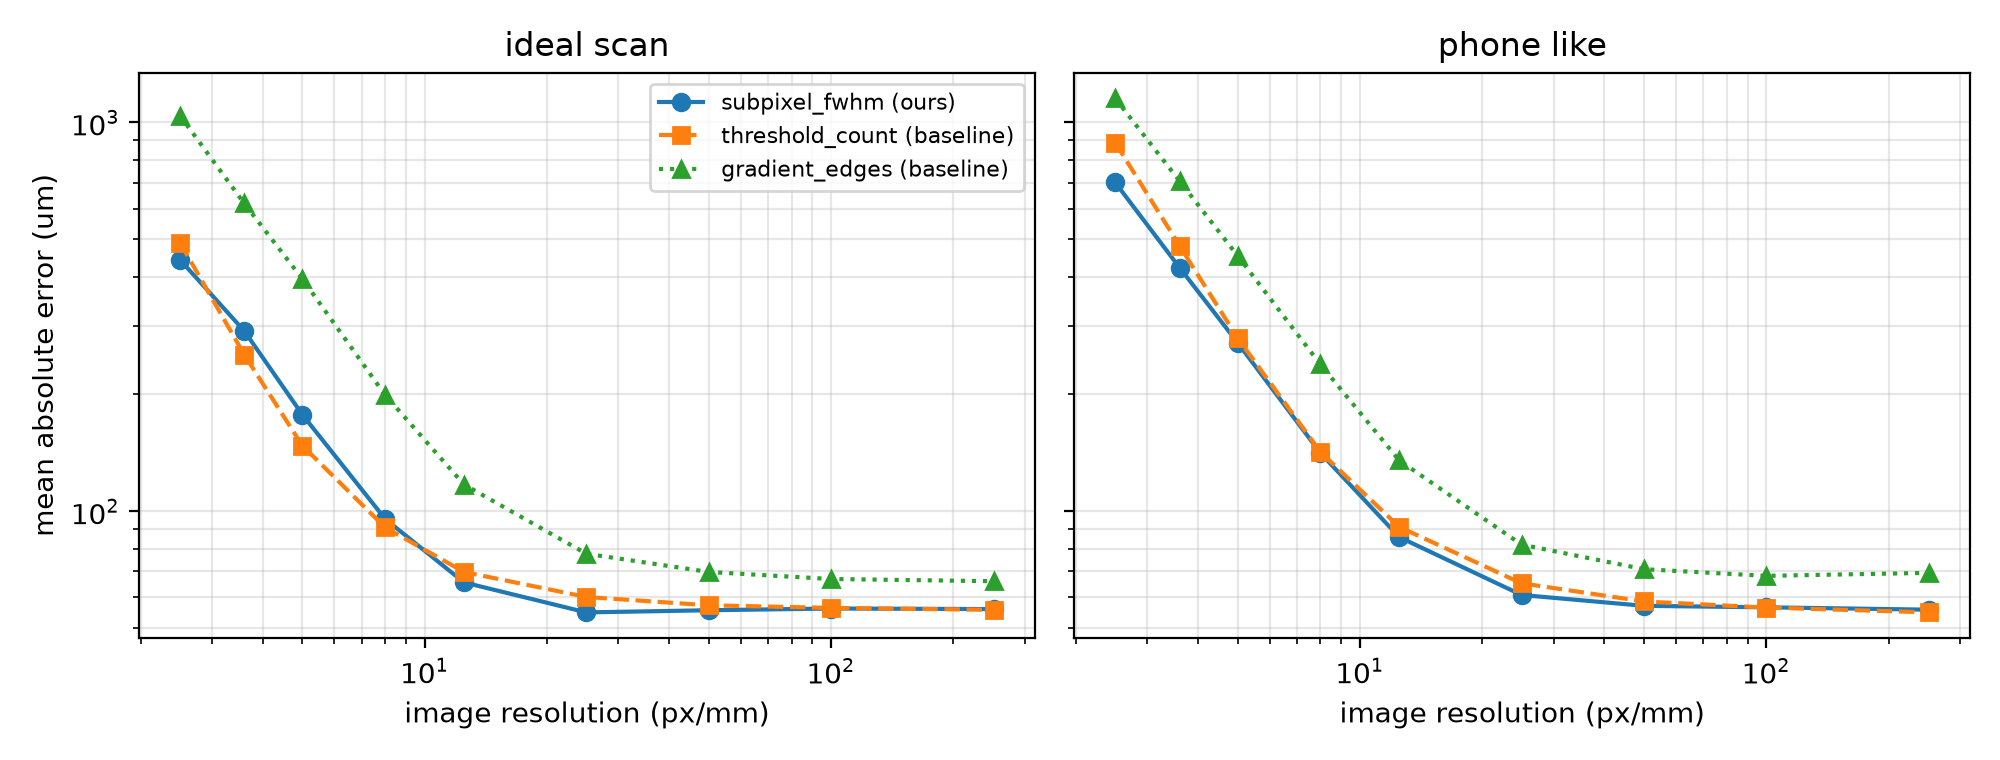 ideal scan
phone like
subpixel_fwhm (ours)
threshold_count (baseline)
gradient_edges (baseline)
mean absolute error (um)
10³
10²
10¹
10²
10¹
10²
image resolution (px/mm)
image resolution (px/mm)